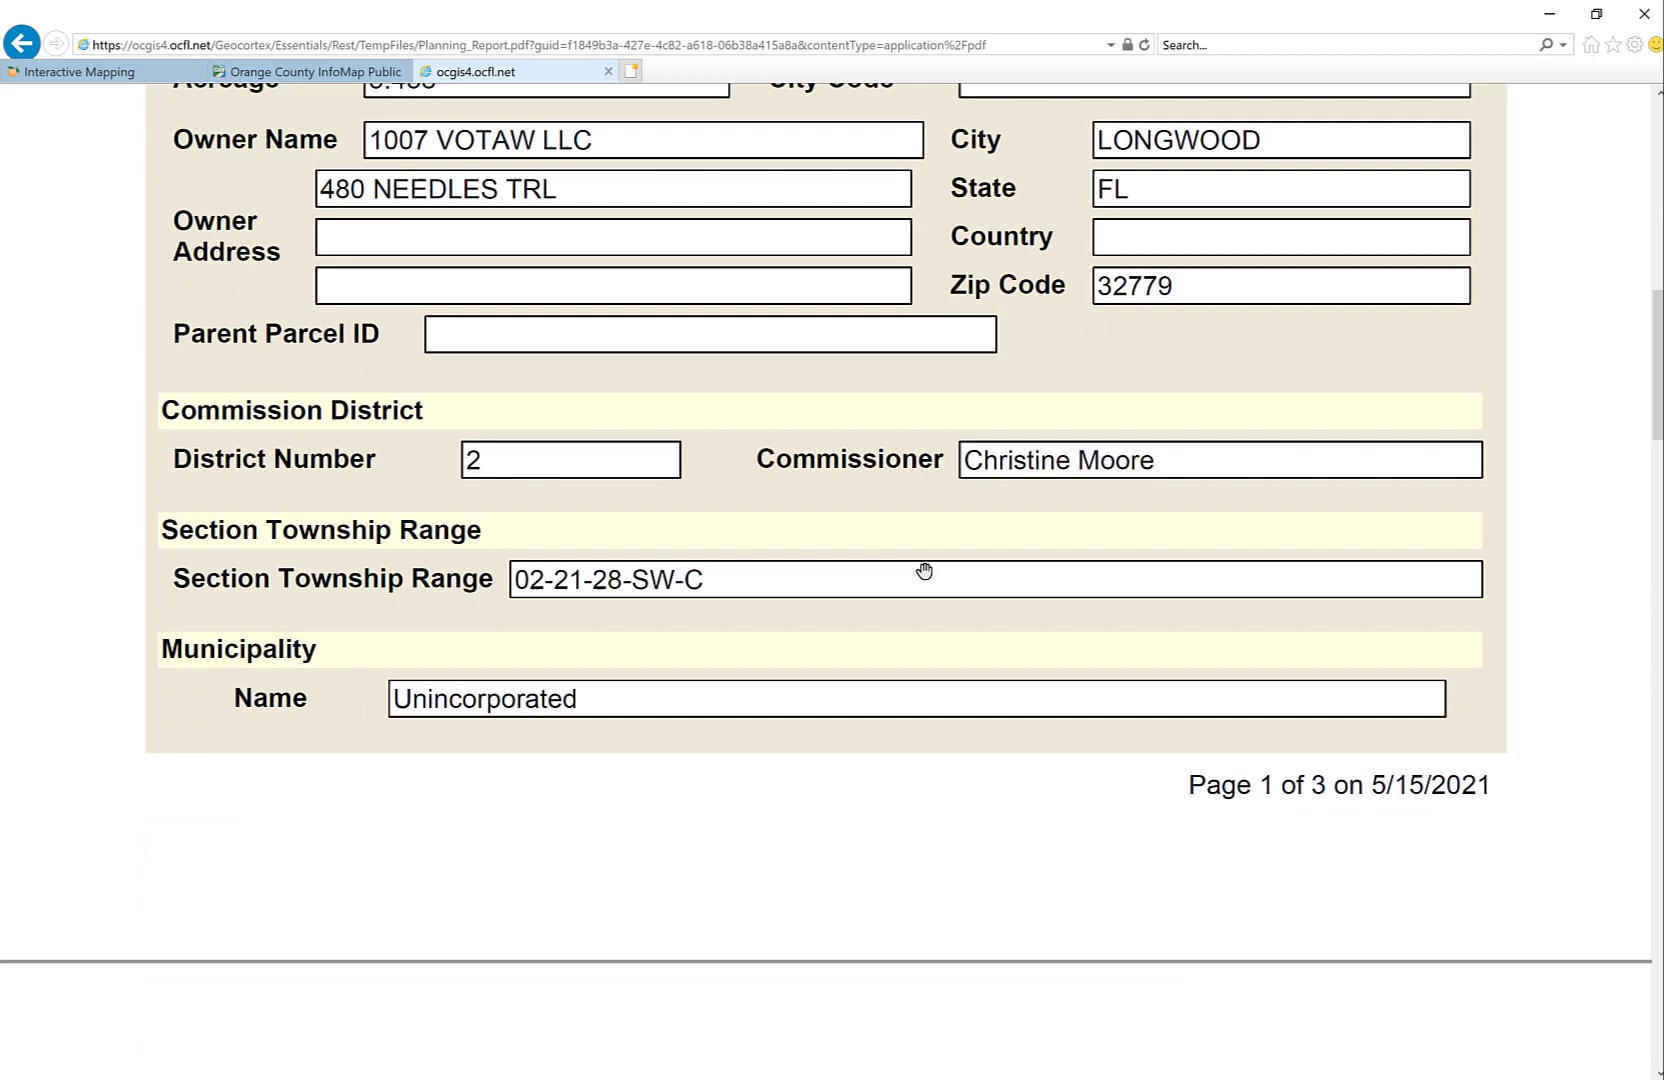 https://ocgis4.ocfl.net/Geocortex/Essentials/Rest/TempFiles/Planning_Report.pdf?guid=f1849b3a-427e-4c82-a618-06b38a415a8a&contentType=application%2Fpdf
Search...
Interactive Mapping
Orange County InfoMap Public
ocgis4.ocfl.net
Acreage
City Code
Owner Name 1007 VOTAW LLC City LONGWOOD
480 NEEDLES TRL State FL
Owner Address
Country
Zip Code 32779
Parent Parcel ID
Commission District
District Number 2 Commissioner Christine Moore
Section Township Range
Section Township Range 02-21-28-SW-C
Municipality
Name Unincorporated
Page 1 of 3 on 5/15/2021